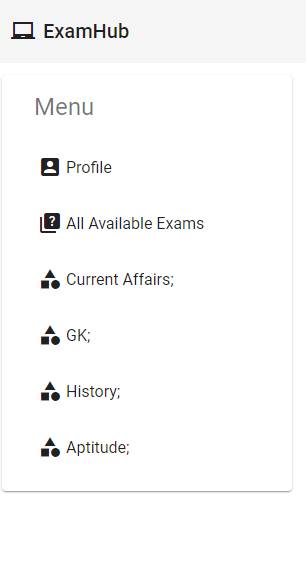 ExamHub
Menu
Profile
All Available Exams
Current Affairs;
GK;
History;
Aptitude;